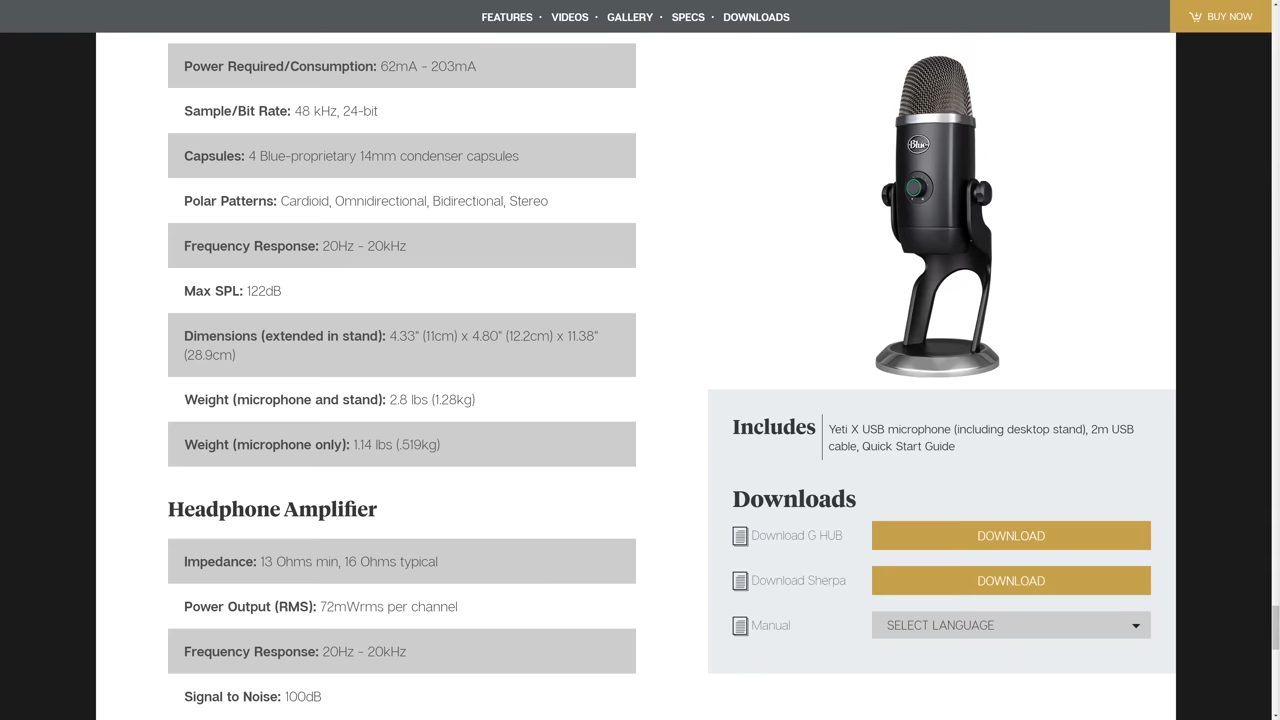 FEATURES · VIDEOS · GALLERY · SPECS · DOWNLOADS
BUY NOW
Power Required/Consumption: 62mA - 203mA
Sample/Bit Rate: 48 kHz, 24-bit
Capsules: 4 Blue-proprietary 14mm condenser capsules
Polar Patterns: Cardioid, Omnidirectional, Bidirectional, Stereo
Frequency Response: 20Hz - 20kHz
Max SPL: 122dB
Dimensions (extended in stand): 4.33" (11cm) x 4.80" (12.2cm) x 11.38"
(28.9cm)
Weight (microphone and stand): 2.8 lbs (1.28kg)
Weight (microphone only): 1.14 lbs (.519kg)
Headphone Amplifier
Impedance: 13 Ohms min, 16 Ohms typical
Power Output (RMS): 72mWrms per channel
Frequency Response: 20Hz - 20kHz
Signal to Noise: 100dB
Blue
Includes
Yeti X USB microphone (including desktop stand), 2m USB
cable, Quick Start Guide
Downloads
Download G HUB
DOWNLOAD
Download Sherpa
DOWNLOAD
Manual
SELECT LANGUAGE